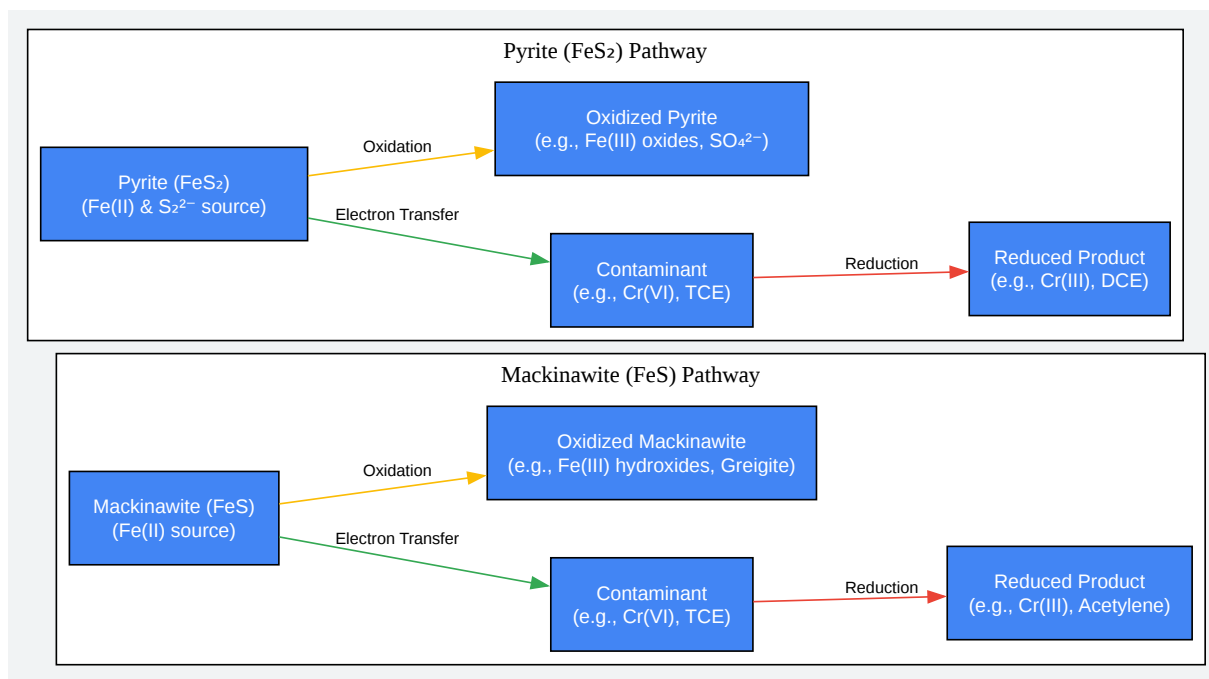 Pyrite (FeS₂) Pathway
Oxidized Pyrite
(e.g., Fe(III) oxides, SO₄²⁻)
Oxidation
Pyrite (FeS₂)
(Fe(II) & S₂²⁻ source)
Electron Transfer
Contaminant
(e.g., Cr(VI), TCE)
Reduction
Reduced Product
(e.g., Cr(III), DCE)
Mackinawite (FeS) Pathway
Oxidized Mackinawite
(e.g., Fe(III) hydroxides, Greigite)
Oxidation
Mackinawite (FeS)
(Fe(II) source)
Electron Transfer
Contaminant
(e.g., Cr(VI), TCE)
Reduction
Reduced Product
(e.g., Cr(III), Acetylene)